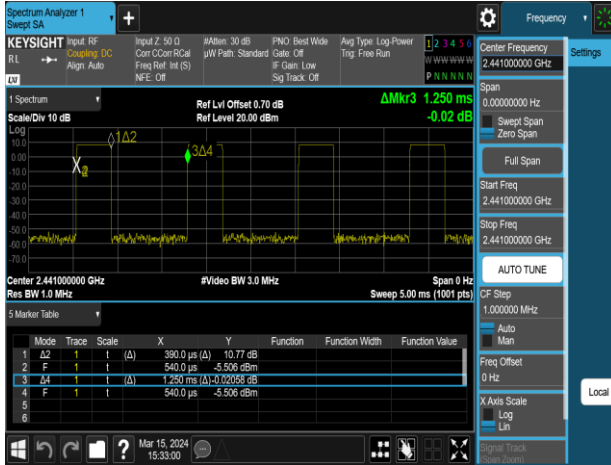 Spectrum Analyzer 1
Swept SA
Frequency
KEYSIGHT
RL
LXI
Input: RF
Coupling: DC
Align: Auto
Input Z: 50 Ω
Corr CCorr RCal
Freq Ref: Int (S)
NFE: Off
#Atten: 30 dB
µW Path: Standard
PNO: Best Wide
Gate: Off
IF Gain: Low
Sig Track: Off
Avg Type: Log-Power
Trig: Free Run
1 2 3 4 5 6
W W W W W W
P N N N N N
Center Frequency
2.441000000 GHz
Settings
1 Spectrum
Scale/Div 10 dB
Ref Lvl Offset 0.70 dB
Ref Level 20.00 dBm
ΔMkr3 1.250 ms
-0.02 dB
Span
0.00000000 Hz
Swept Span
Zero Span
Full Span
Start Freq
2.441000000 GHz
Stop Freq
2.441000000 GHz
AUTO TUNE
CF Step
1.000000 MHz
Auto
Man
Freq Offset
0 Hz
X Axis Scale
Log
Lin
Signal Track
(Span Zoom)
Local
Log
10.0
0.00
-10.0
-20.0
-30.0
-40.0
-50.0
-60.0
-70.0
1Δ2
3Δ4
Center 2.441000000 GHz
Res BW 1.0 MHz
#Video BW 3.0 MHz
Span 0 Hz
Sweep 5.00 ms (1001 pts)
5 Marker Table
Mode Trace Scale X Y Function Function Width Function Value
1 Δ2 1 t (Δ) 390.0 µs (Δ) 10.77 dB
2 F 1 t 540.0 µs -5.506 dBm
3 Δ4 1 t (Δ) 1.250 ms (Δ) -0.02058 dB
4 F 1 t 540.0 µs -5.506 dBm
5
6
Mar 15, 2024
15:33:00